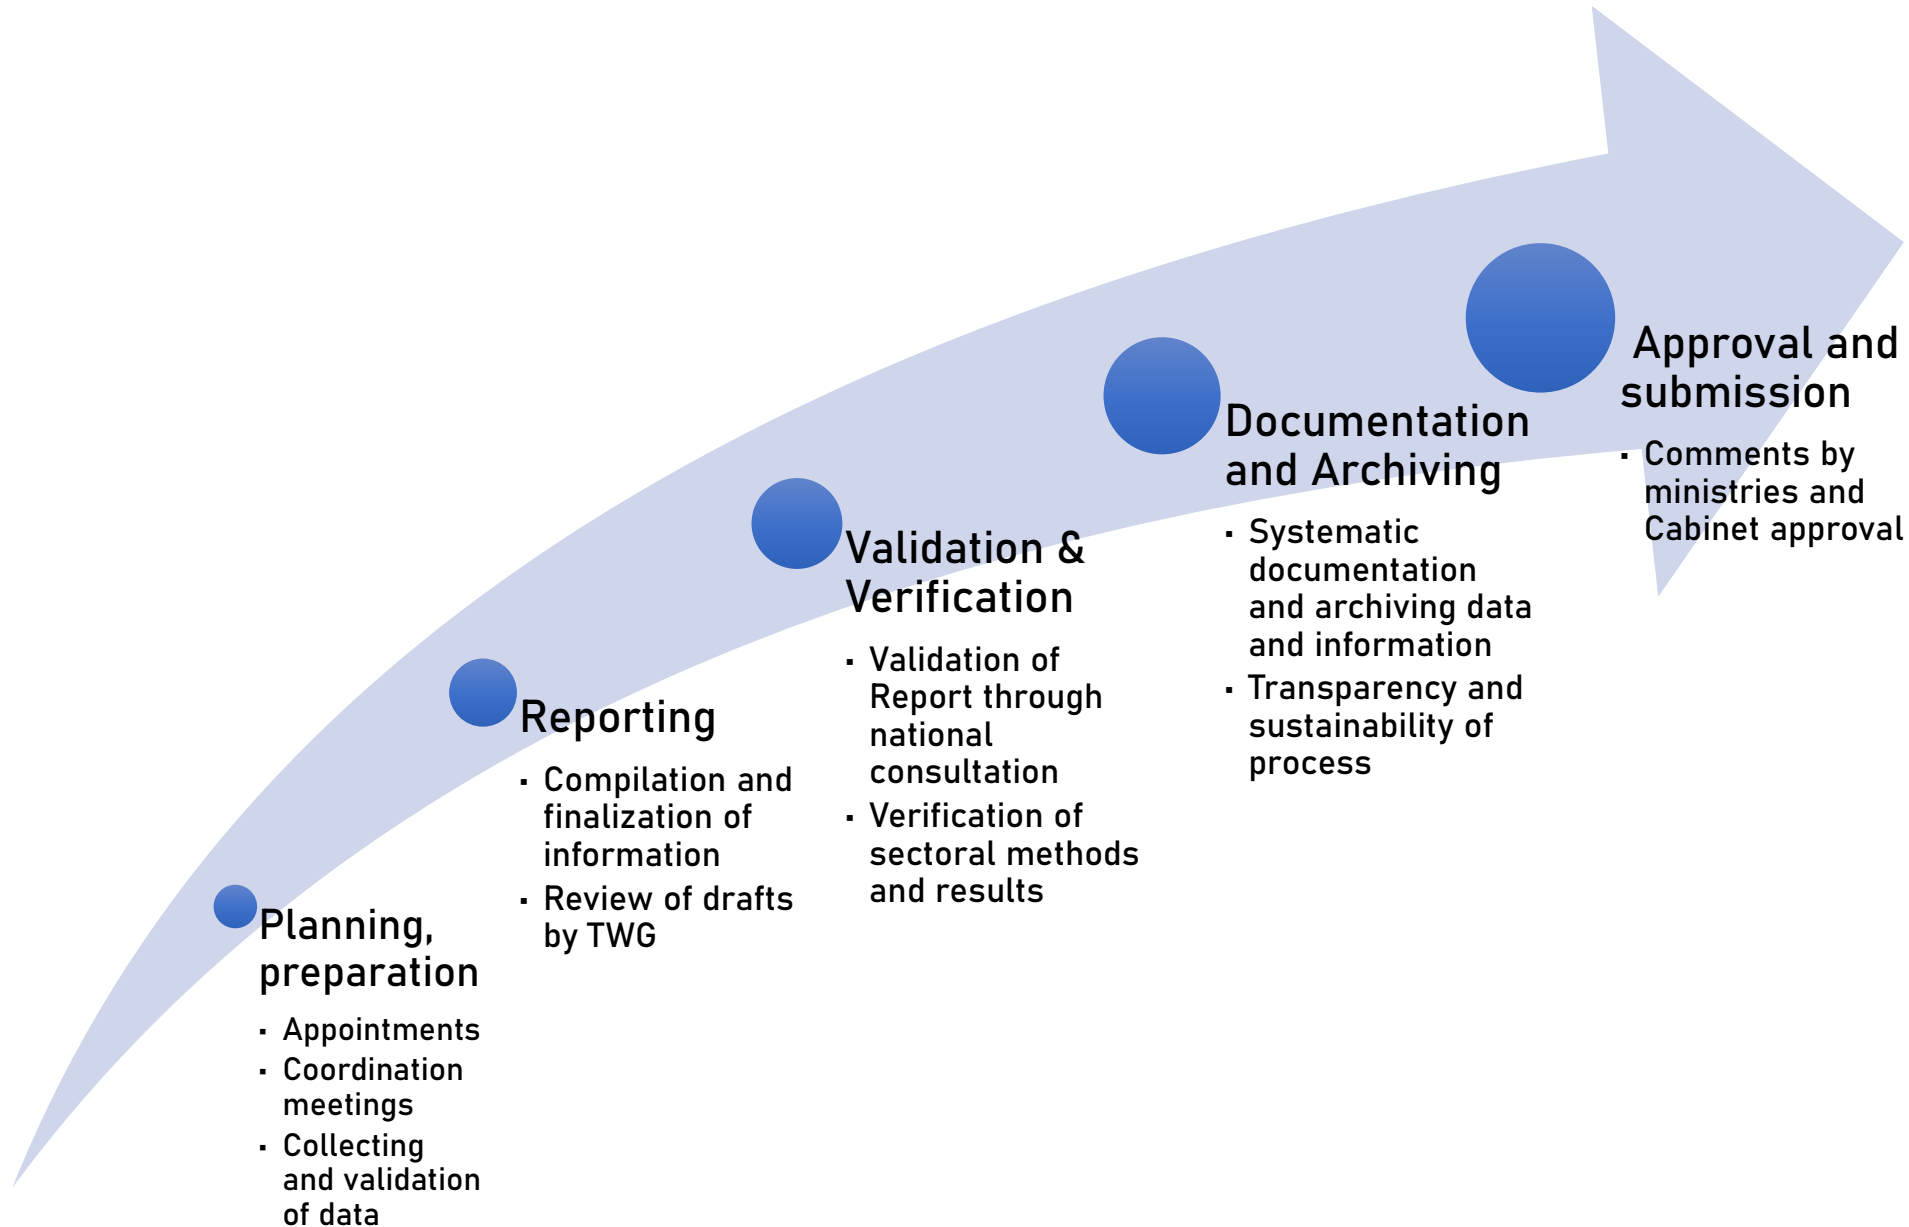 Planning,
preparation
▪ Appointments
▪ Coordination
meetings
▪ Collecting
and validation
of data
Reporting
▪ Compilation and
finalization of
information
▪ Review of drafts
by TWG
Validation &
Verification
▪ Validation of
Report through
national
consultation
▪ Verification of
sectoral methods
and results
Documentation
and Archiving
▪ Systematic
documentation
and archiving data
and information
▪ Transparency and
sustainability of
process
Approval and
submission
▪ Comments by
ministries and
Cabinet approval